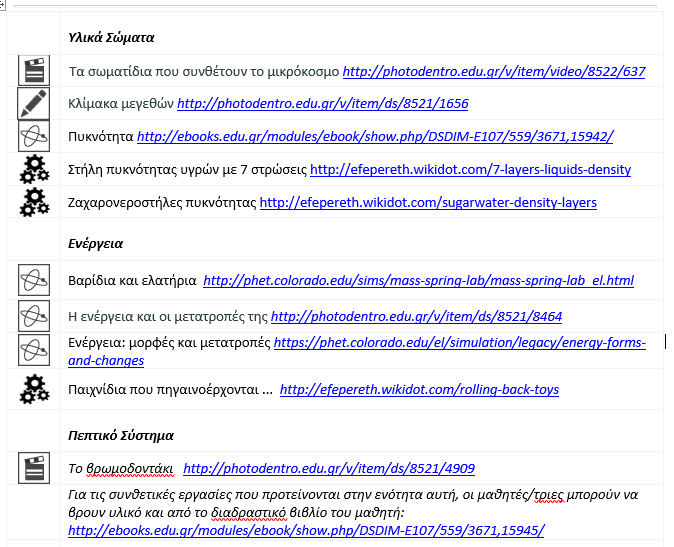 Υλικά Σώματα
Τα σωματίδια που συνθέτουν το μικρόκοσμο http://photodentro.edu.gr/v/item/video/8522/637
Κλίμακα μεγεθών http://photodentro.edu.gr/v/item/ds/8521/1656
Πυκνότητα http://ebooks.edu.gr/modules/ebook/show.php/DSDIM-E107/559/3671,15942/
Στήλη πυκνότητας υγρών με 7 στρώσεις http://efepereth.wikidot.com/7-layers-liquids-density
Ζαχαρονεροστήλες πυκνότητας http://efepereth.wikidot.com/sugarwater-density-layers
Ενέργεια
Βαρίδια και ελατήρια http://phet.colorado.edu/sims/mass-spring-lab/mass-spring-lab_el.html
Η ενέργεια και οι μετατροπές της http://photodentro.edu.gr/v/item/ds/8521/8464
Ενέργεια: μορφές και μετατροπές https://phet.colorado.edu/el/simulation/legacy/energy-forms-
and-changes
Παιχνίδια που πηγαινοέρχονται ... http://efepereth.wikidot.com/rolling-back-toys
Πεπτικό Σύστημα
Το βρωμοδοντάκι http://photodentro.edu.gr/v/item/ds/8521/4909
Για τις συνθετικές εργασίες που προτείνονται στην ενότητα αυτή, οι μαθητές/τριες μπορούν να
βρουν υλικό και από το διαδραστικό βιβλίο του μαθητή:
http://ebooks.edu.gr/modules/ebook/show.php/DSDIM-E107/559/3671,15945/